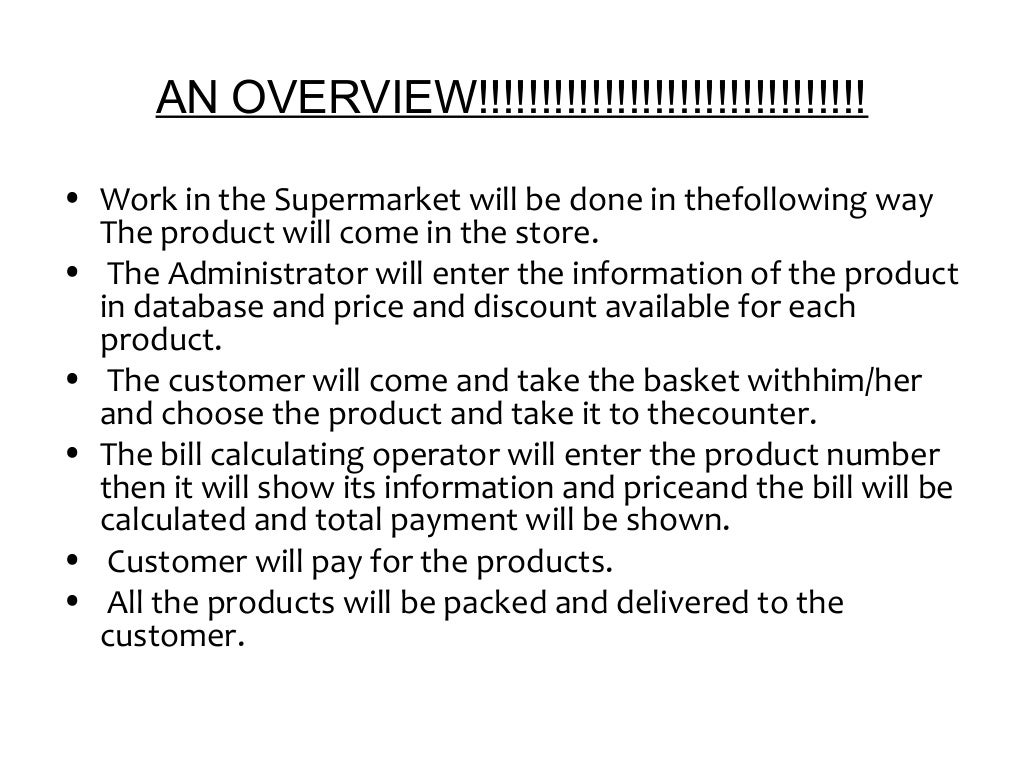 AN OVERVIEW!!!!!!!!!!!!!!!!!!!!!!!!!!!!!!!
• Work in the Supermarket will be done in thefollowing way
The product will come in the store.
• The Administrator will enter the information of the product
in database and price and discount available for each
product.
• The customer will come and take the basket withhim/her
and choose the product and take it to thecounter.
• The bill calculating operator will enter the product number
then it will show its information and priceand the bill will be
calculated and total payment will be shown.
• Customer will pay for the products.
• All the products will be packed and delivered to the
customer.